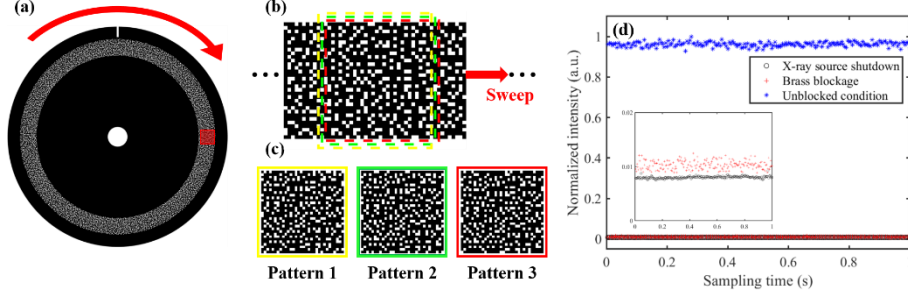 (a)
(b)
Sweep
(c)
Pattern 1 Pattern 2 Pattern 3
(d)
Normalized intensity (a.u.)
1
0.8
0.6
0.4
0.2
0
X-ray source shutdown
Brass blockage
Unblocked condition
0.02
0.01
0
0 0.2 0.4 0.6 0.8 1
0 0.2 0.4 0.6 0.8 1
Sampling time (s)